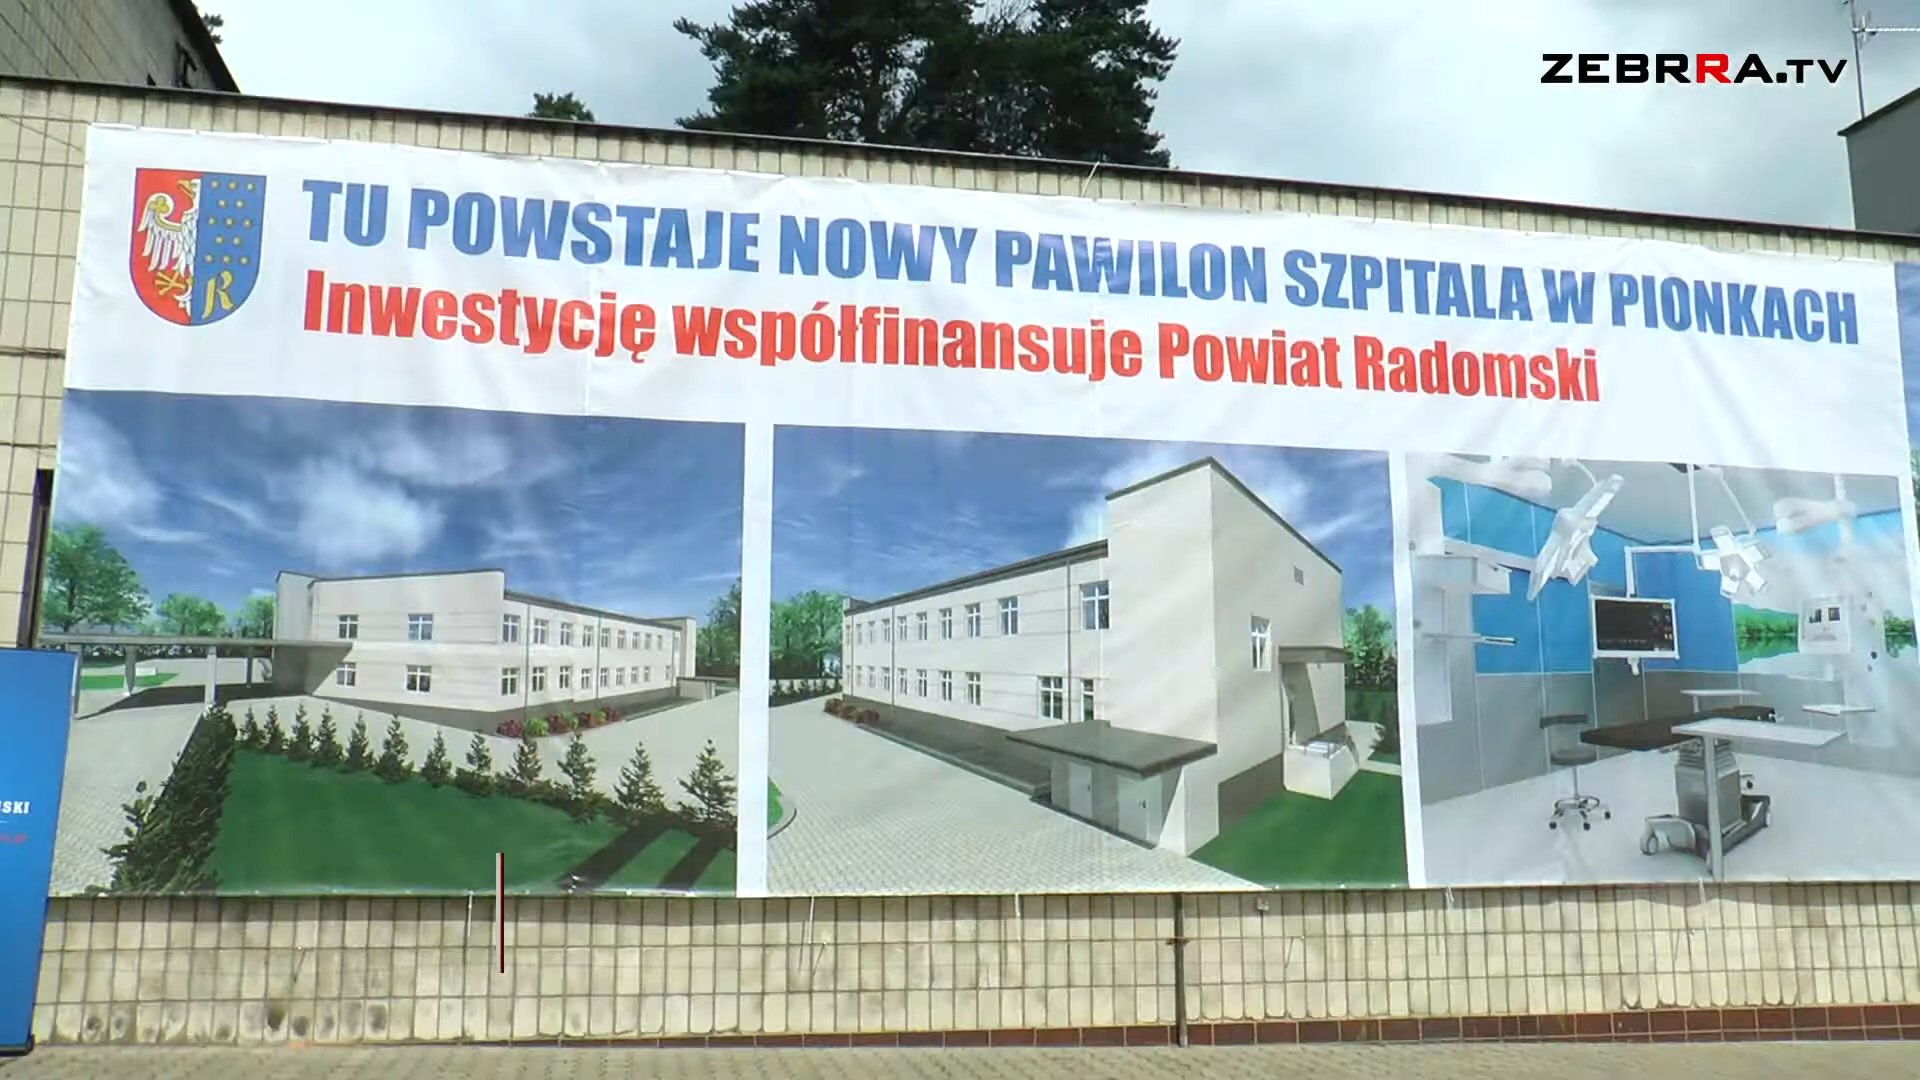 ZEBRRA.TV
TU POWSTAJE NOWY PAWILON SZPITALA W PIONKACH
Inwestycję współfinansuje Powiat Radomski
R